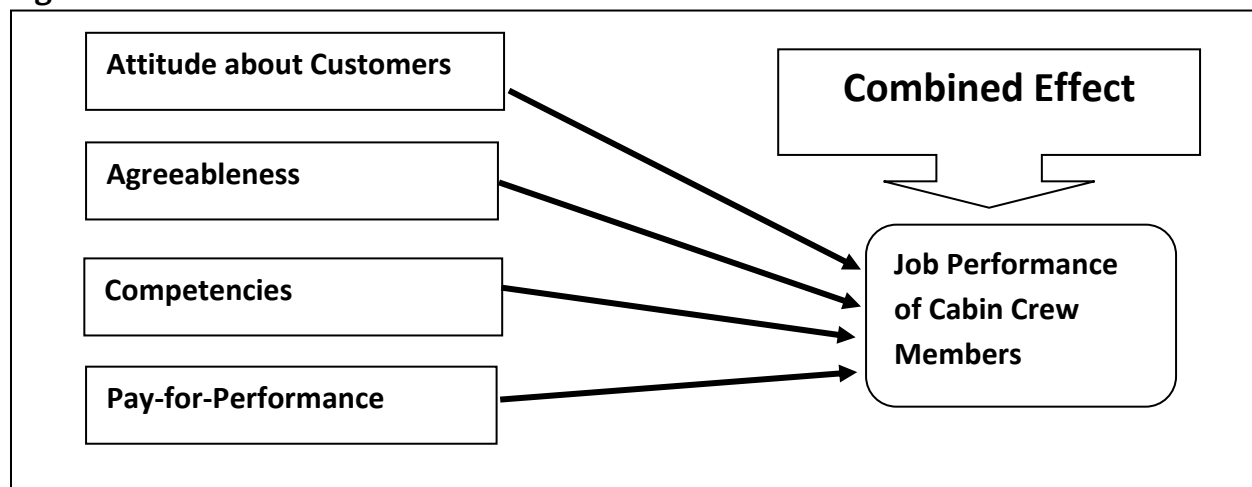 Attitude about Customers
Agreeableness
Competencies
Pay-for-Performance
Combined Effect
Job Performance
of Cabin Crew
Members